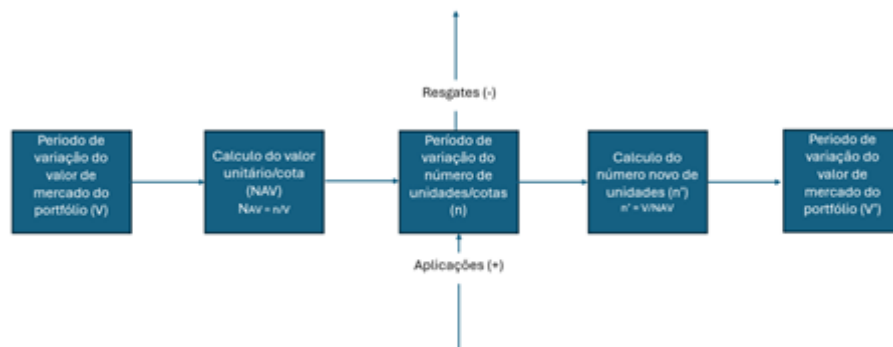 Resgates (-)
Periodo de
variação do
valor de
mercado do
portfólio (V)
Calculo do valor
unitário/cota
(NAV)
NAV = n/V
Período de
variação do
número de
unidades/cotas
(n)
Calculo do
número novo de
unidades (n")
n" = V/NAV
Periodo de
variação do
valor de
mercado do
portfólio (V")
Aplicações (+)